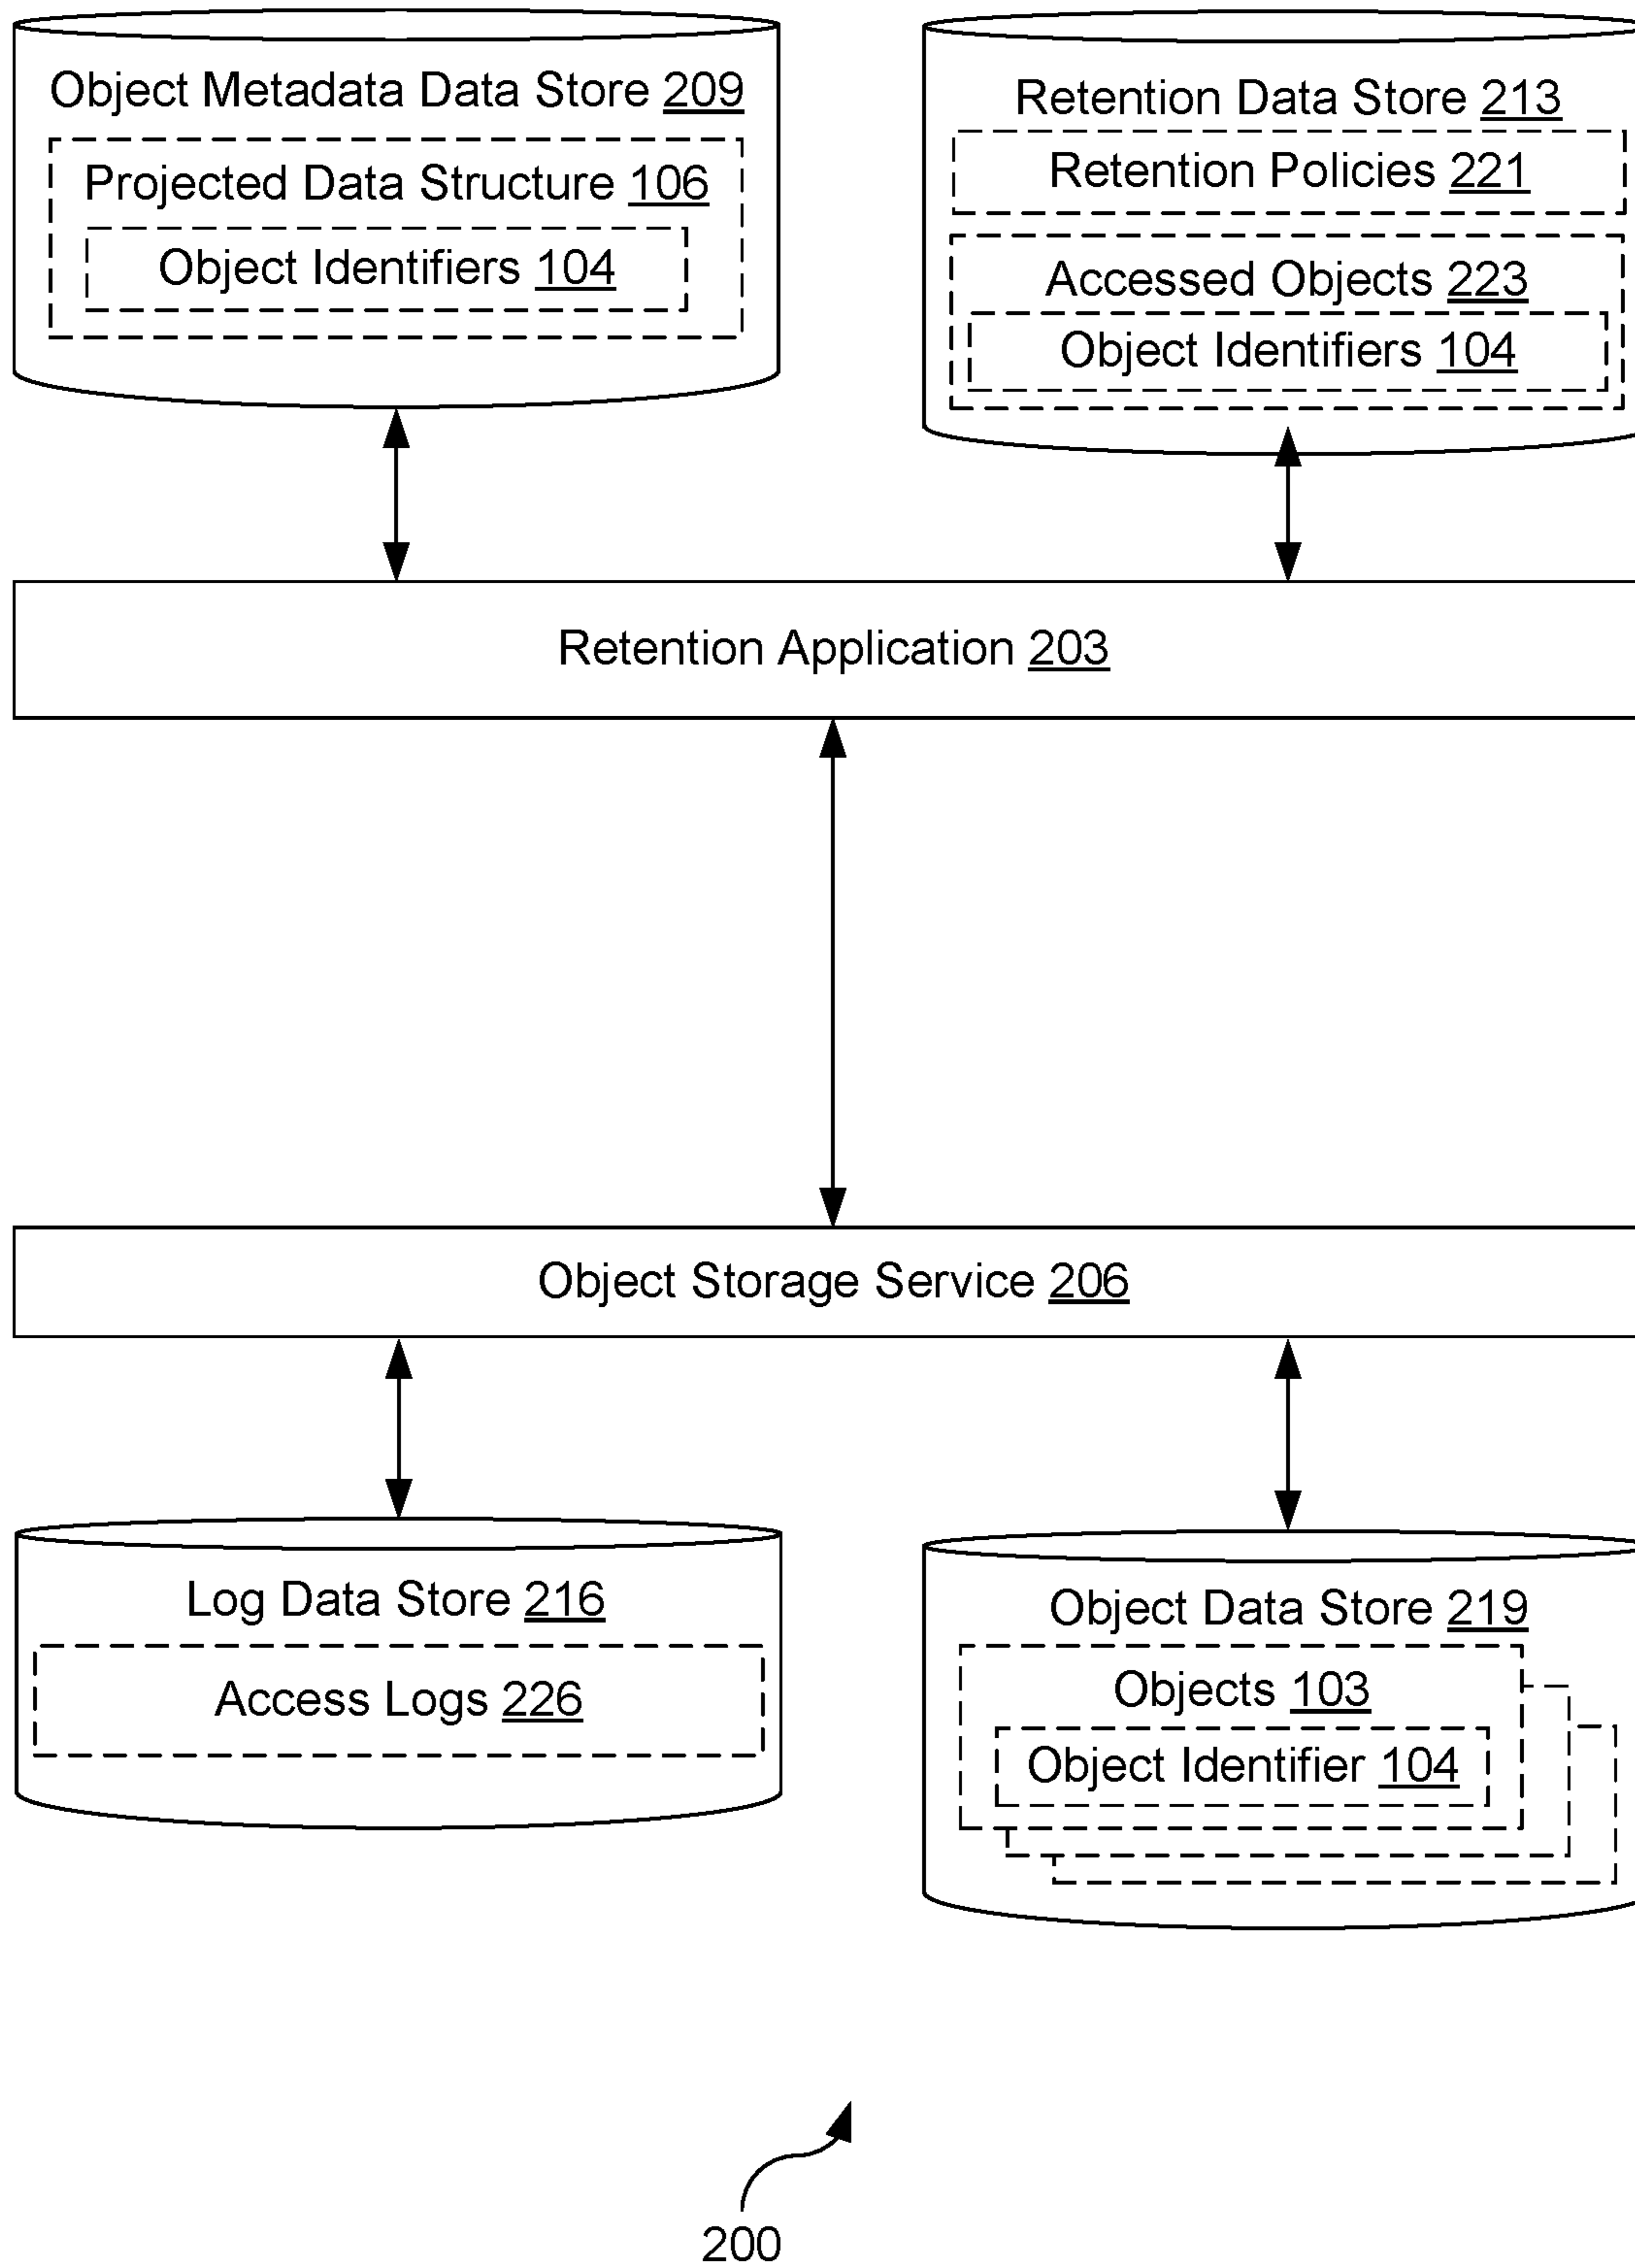 Object Metadata Data Store 209
Projected Data Structure 106
Object Identifiers 104
Retention Data Store 213
Retention Policies 221
Accessed Objects 223
Object Identifiers 104
Retention Application 203
Object Storage Service 206
Log Data Store 216
Access Logs 226
Object Data Store 219
Objects 103
Object Identifier 104
200